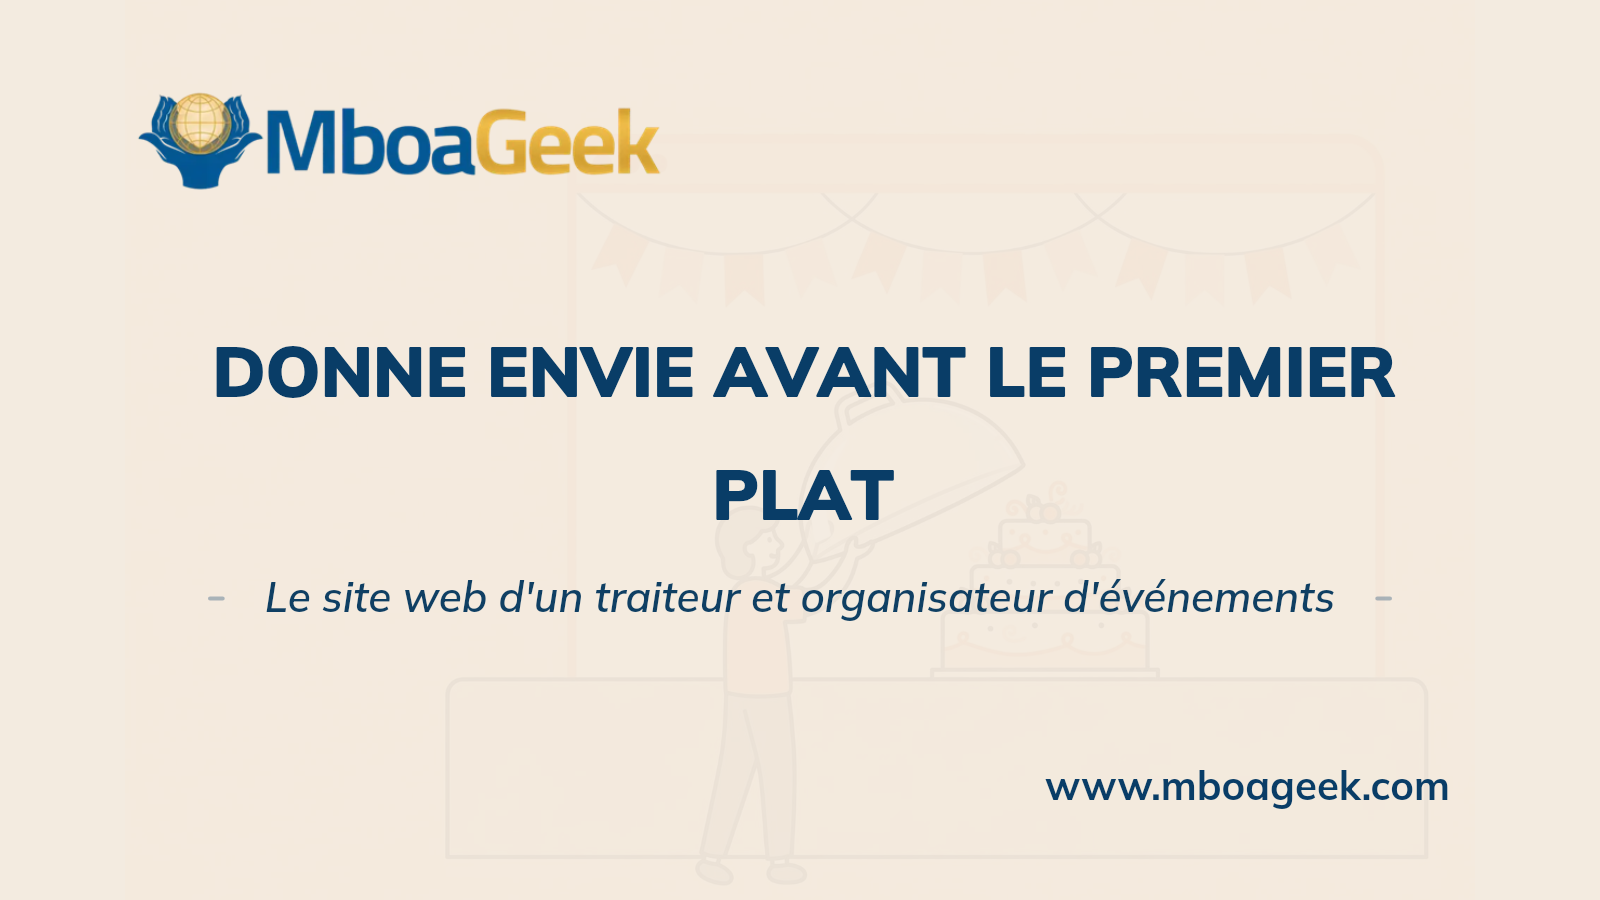 MboaGeek
DONNE ENVIE AVANT LE PREMIER
PLAT
- Le site web d'un traiteur et organisateur d'événements -
www.mboageek.com